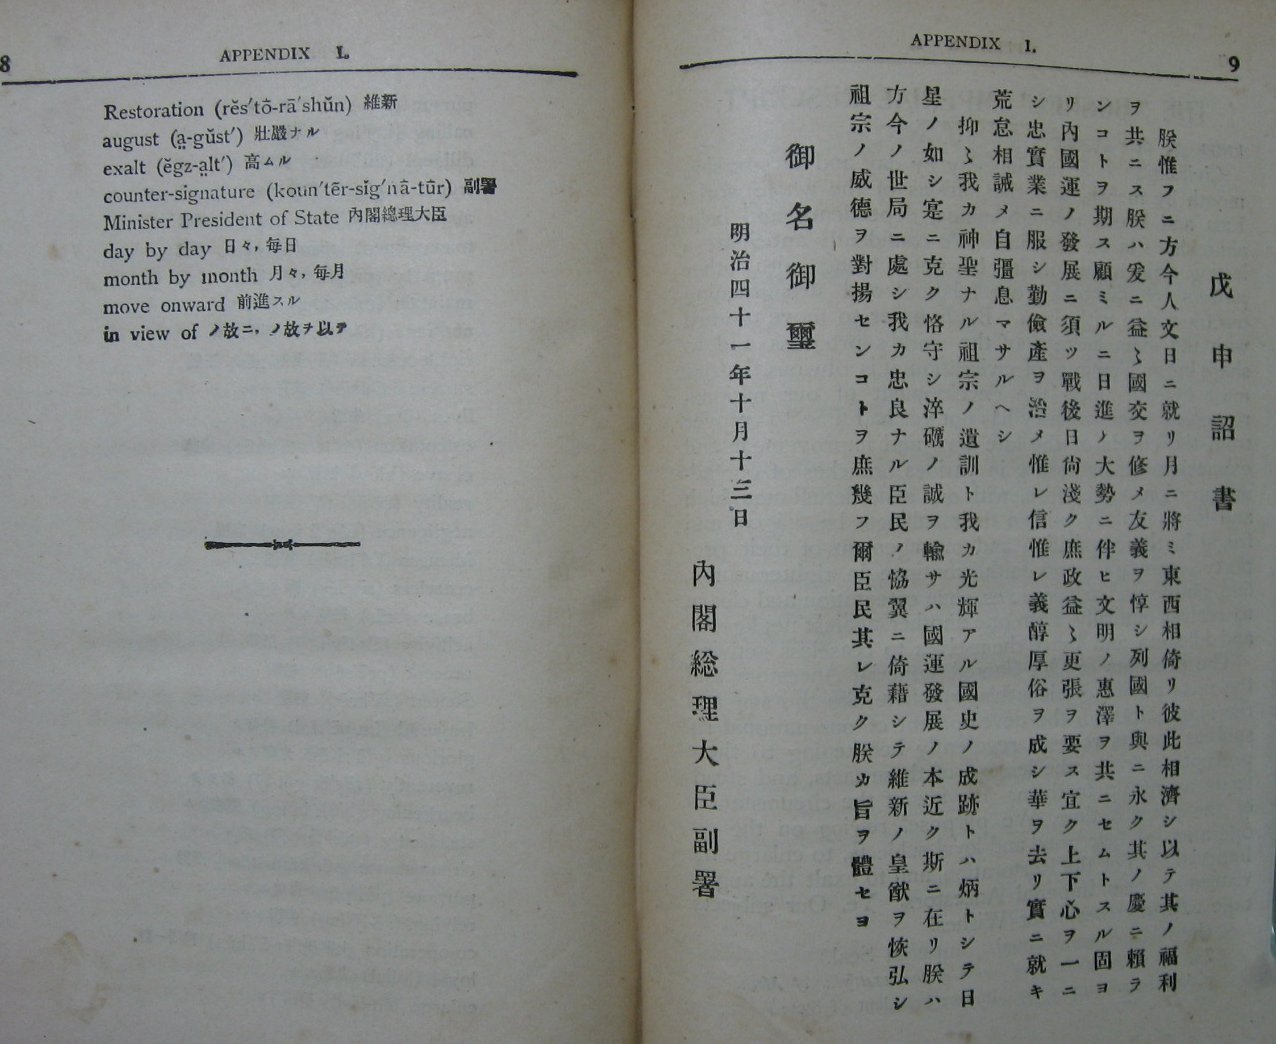 8
APPENDIX I.
Restoration (rĕs′tō-rā′shŭn) 維新
august (a̤-gŭst′) 壯嚴ナル
exalt (ĕgz-a̤lt′) 高ムル
counter-signature (koun′tẽr-sĭg′nā-tūr) 副署
Minister President of State 內閣總理大臣
day by day 日々, 每日
month by month 月々, 每月
move onward 前進スル
in view of ノ故ニ, ノ故ヲ以テ
APPENDIX I.
9
戊申詔書
朕惟フニ方今人文日ニ就リ月ニ將ミ東西相倚リ彼此相濟シ以テ其ノ福利
ヲ共ニス朕ハ爰ニ益〻國交ヲ修メ友義ヲ惇シ列國ト與ニ永ク其ノ慶ニ賴ラ
ンコトヲ期ス顧ミルニ日進ノ大勢ニ伴ヒ文明ノ惠澤ヲ共ニセムトスル固ヨ
リ內國運ノ發展ニ須ツ戰後日尙淺ク庶政益〻更張ヲ要ス宜ク上下心ヲ一ニ
シ忠實業ニ服シ勤儉產ヲ治メ惟レ信惟レ義醇厚俗ヲ成シ華ヲ去リ實ニ就キ
荒怠相誡メ自彊息マサルヘシ
抑〻我カ神聖ナル祖宗ノ遺訓ト我カ光輝アル國史ノ成跡トハ炳トシテ日
星ノ如シ寔ニ克ク恪守シ淬礪ノ誠ヲ輸サハ國運發展ノ本近ク斯ニ在リ朕ハ
方今ノ世局ニ處シ我カ忠良ナル臣民ノ恊翼ニ倚藉シテ維新ノ皇猷ヲ恢弘シ
祖宗ノ威德ヲ對揚センコトヲ庶幾フ爾臣民其レ克ク朕カ旨ヲ體セヨ
御名御璽
明治四十一年十月十三日
內閣総理大臣副署